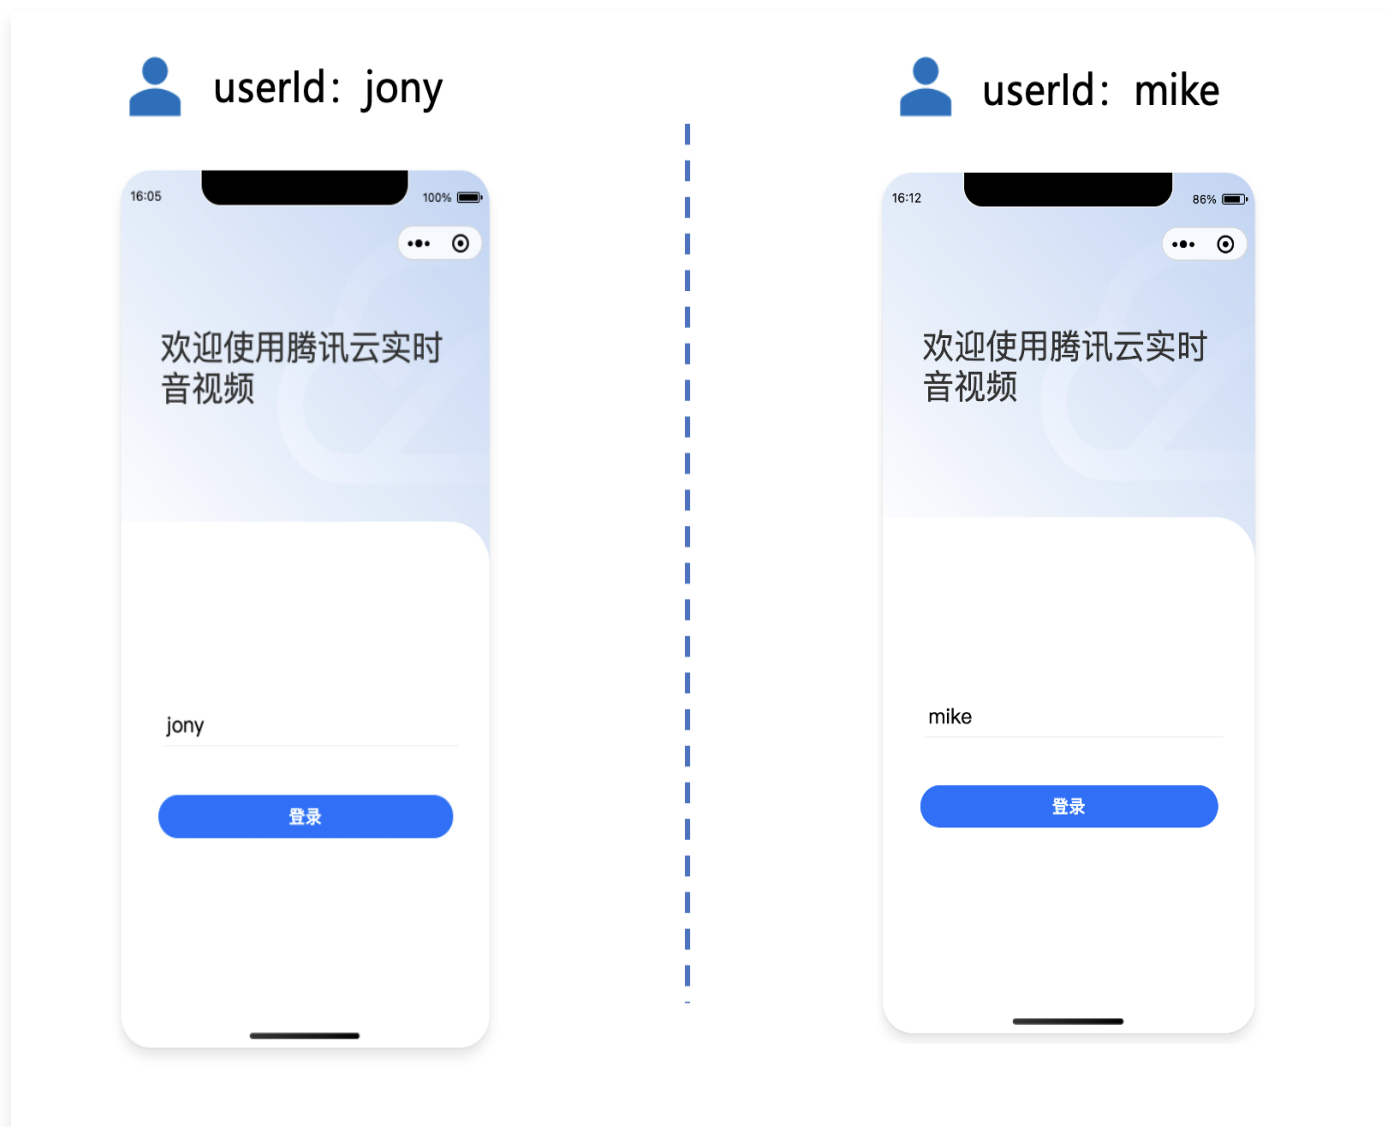 userId：jony
16:05
100%
欢迎使用腾讯云实时
音视频
jony
登录
userId：mike
16:12
86%
欢迎使用腾讯云实时
音视频
mike
登录